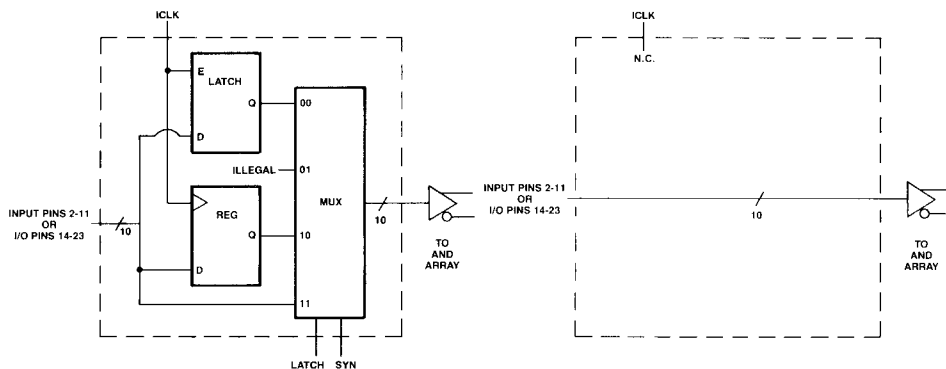 ICLK
E
LATCH
Q
D
00
ILLEGAL
01
MUX
REG
Q
10
D
11
INPUT PINS 2-11
OR
I/O PINS 14-23
10
10
TO
AND
ARRAY
LATCH
SYN
ICLK
N.C.
INPUT PINS 2-11
OR
I/O PINS 14-23
10
TO
AND
ARRAY